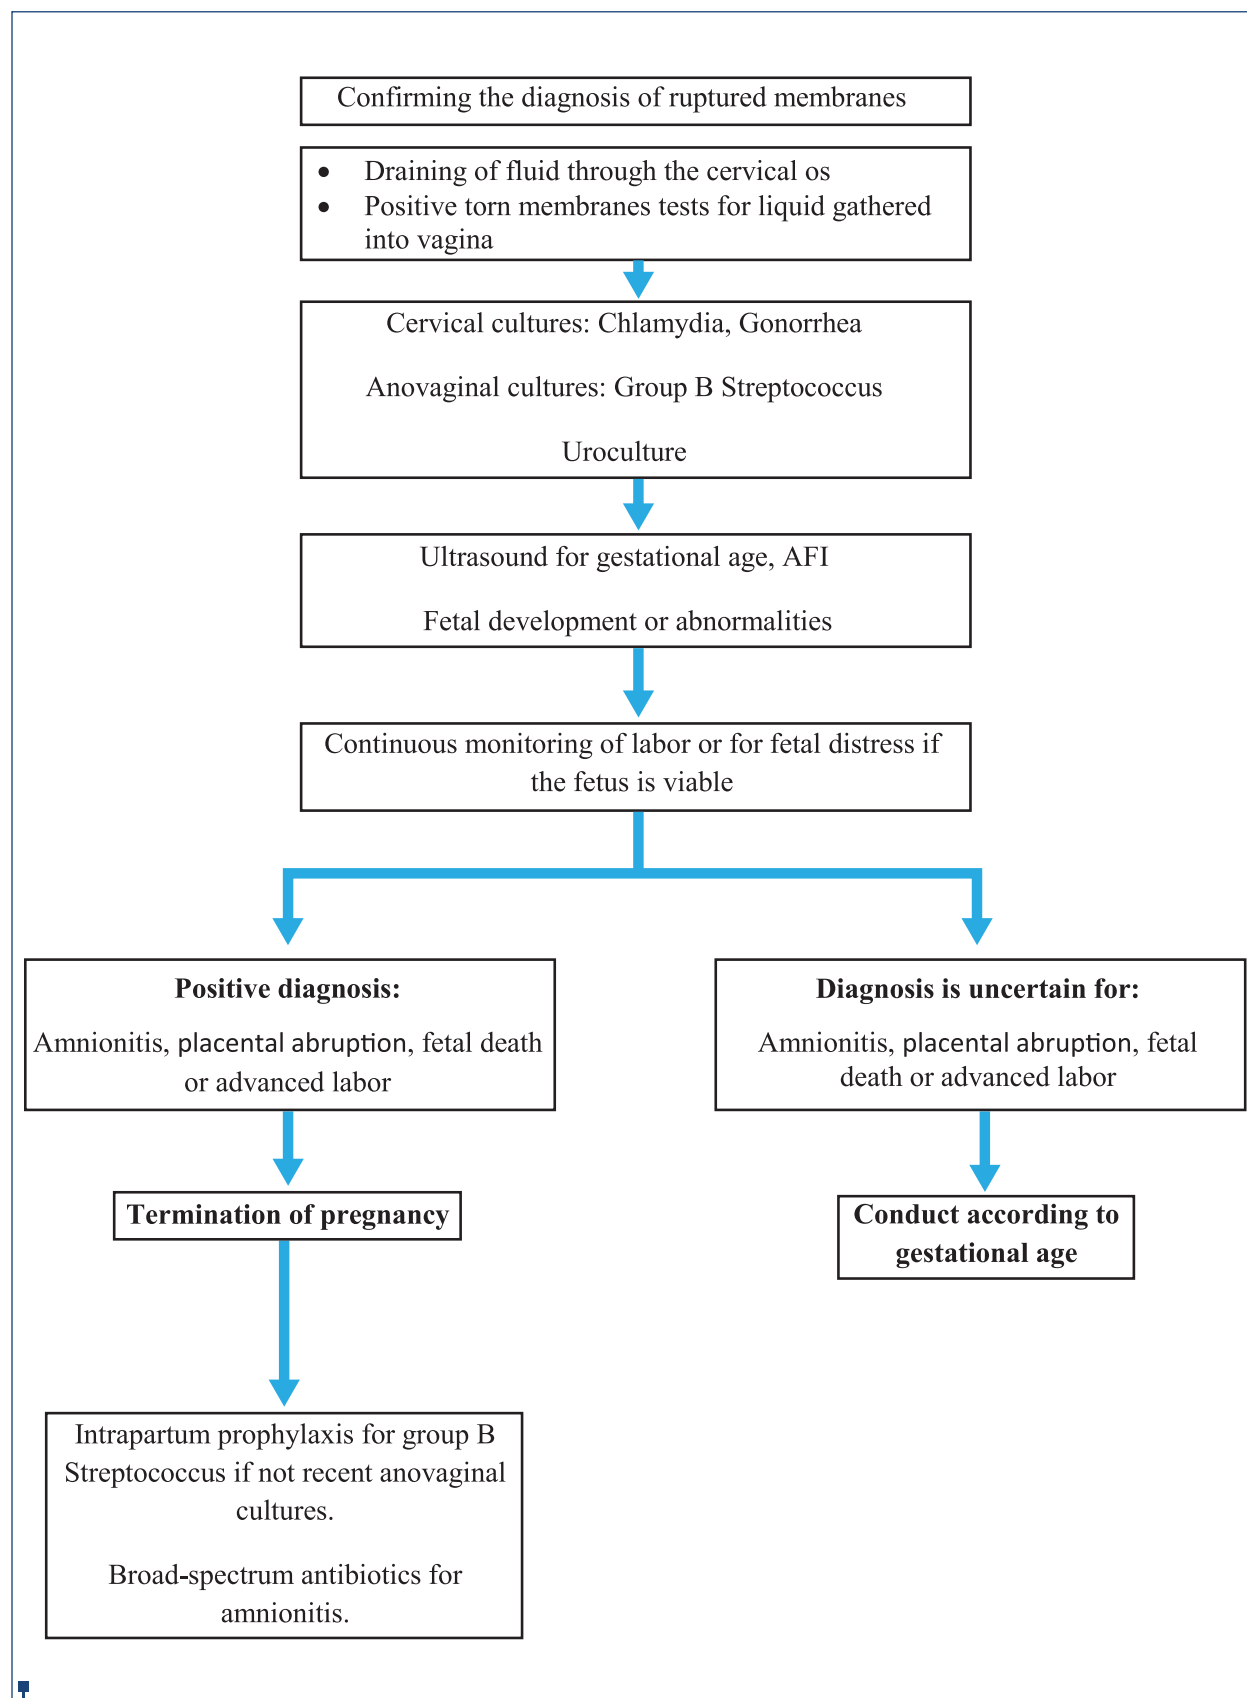 Confirming the diagnosis of ruptured membranes
• Draining of fluid through the cervical os
• Positive torn membranes tests for liquid gathered
into vagina
Cervical cultures: Chlamydia, Gonorrhea
Anovaginal cultures: Group B Streptococcus
Uroculture
Ultrasound for gestational age, AFI
Fetal development or abnormalities
Continuous monitoring of labor or for fetal distress if
the fetus is viable
Positive diagnosis:
Amnionitis, placental abruption, fetal death
or advanced labor
Diagnosis is uncertain for:
Amnionitis, placental abruption, fetal
death or advanced labor
Termination of pregnancy
Conduct according to
gestational age
Intrapartum prophylaxis for group B
Streptococcus if not recent anovaginal
cultures.
Broad-spectrum antibiotics for
amnionitis.